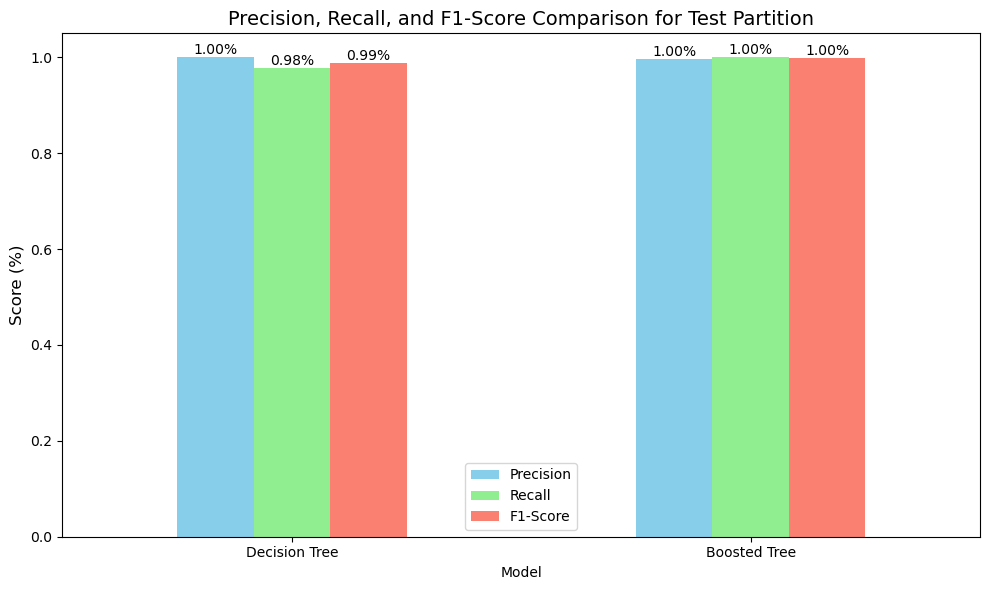 Precision, Recall, and F1-Score Comparison for Test Partition
1.00%
0.98%
0.99%
1.00%
1.00%
1.00%
1.0
0.8
0.6
0.4
0.2
0.0
Score (%)
Precision
Recall
F1-Score
Decision Tree
Boosted Tree
Model